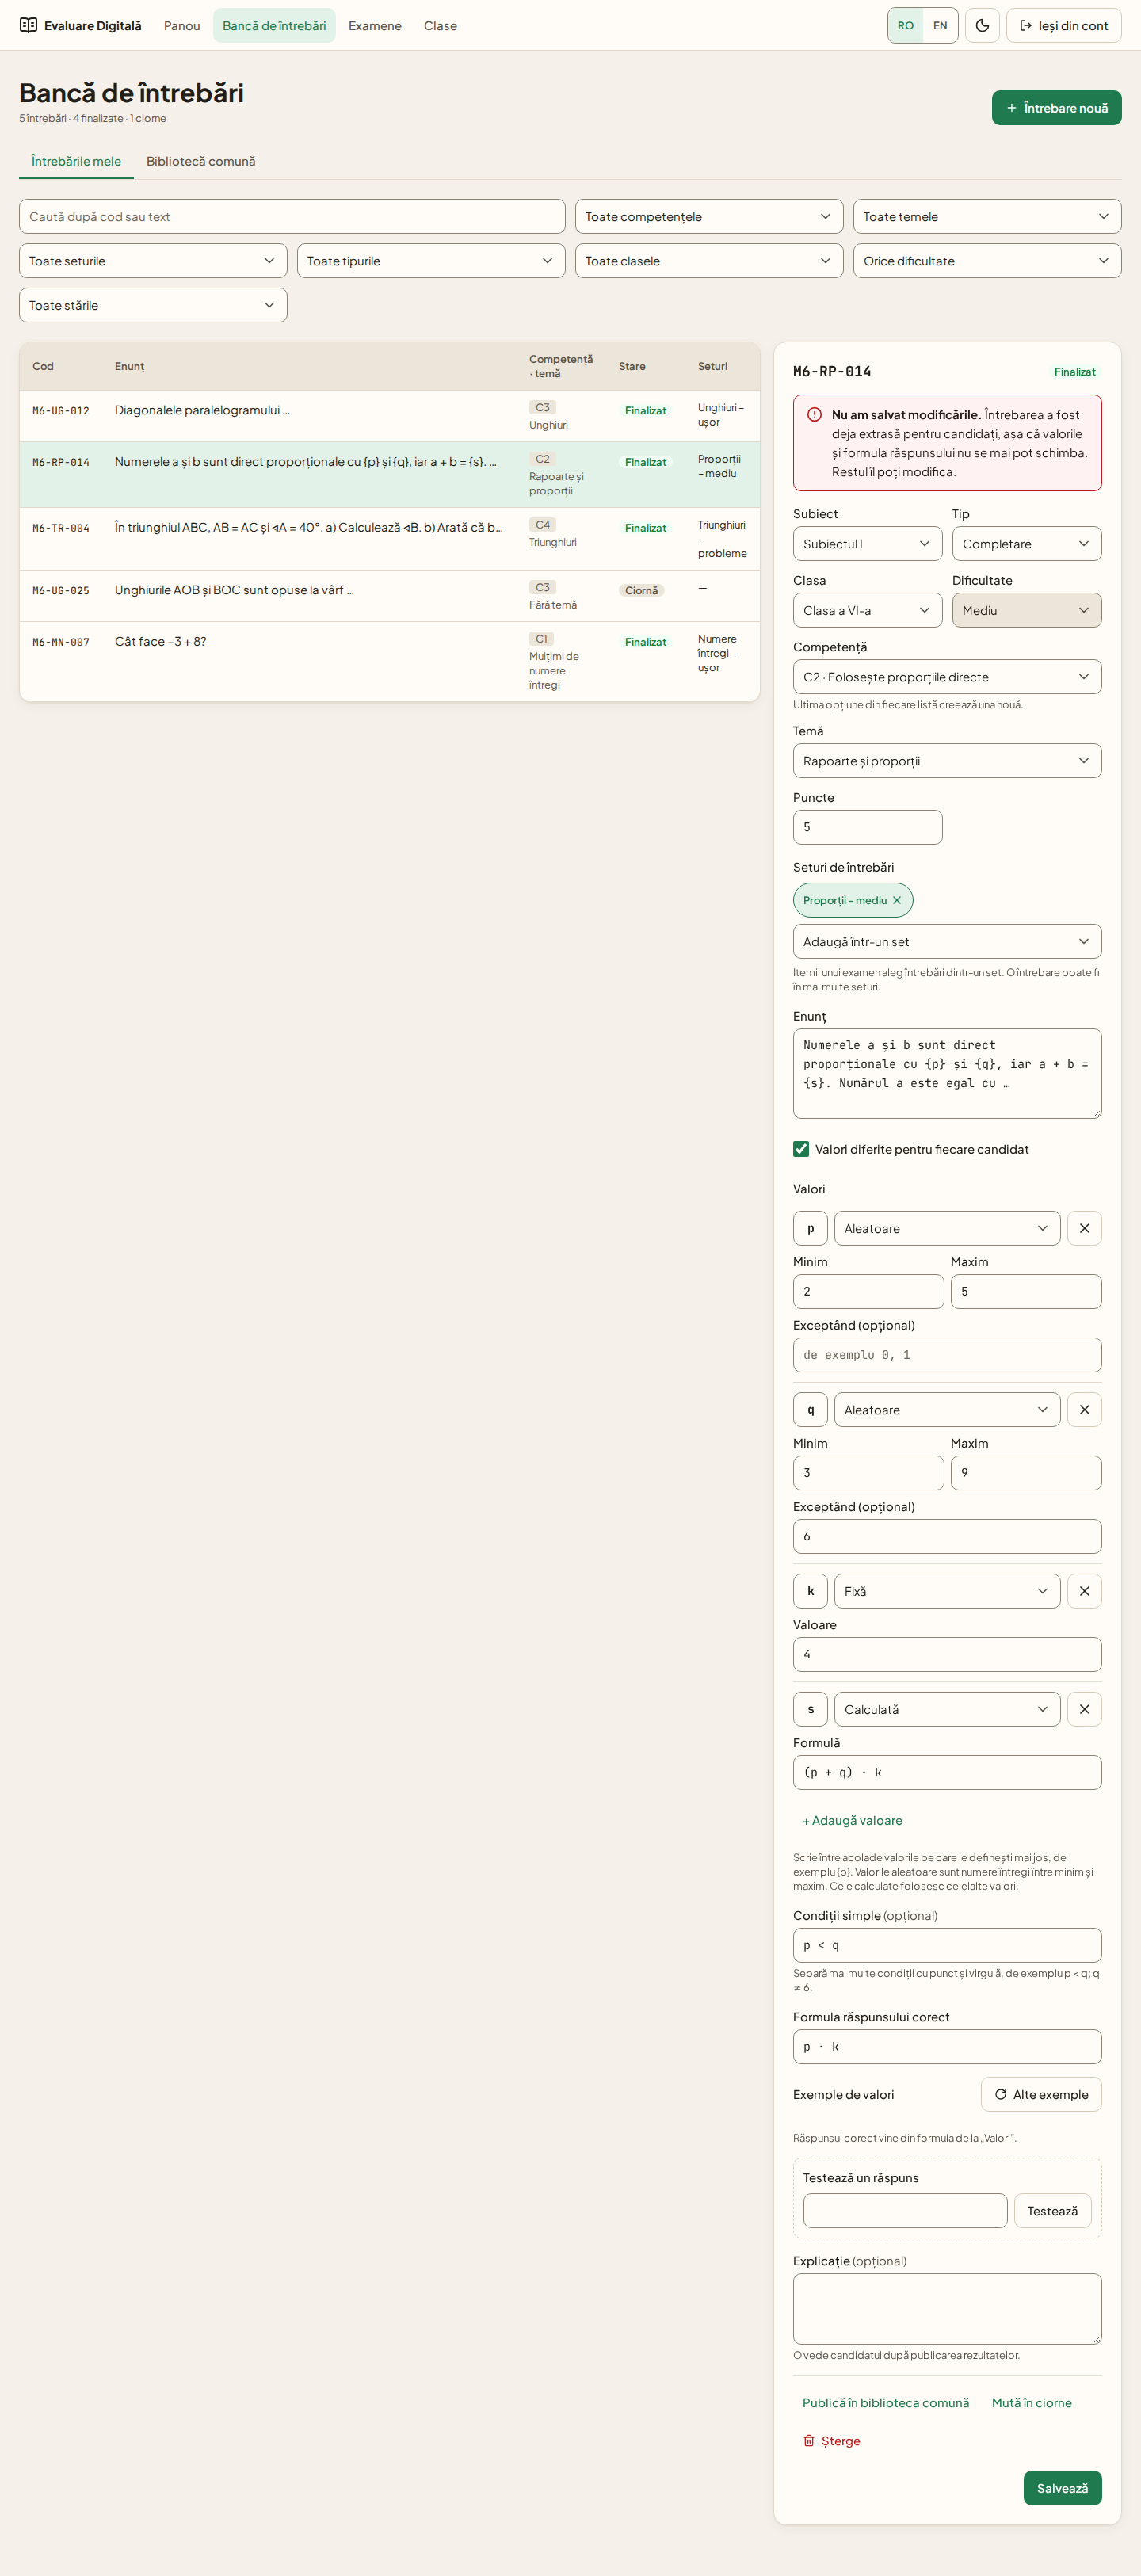 Evaluare Digitală
Panou
Bancă de întrebări
Examene
Clase
RO
EN
Ieși din cont
Bancă de întrebări
5 întrebări · 4 finalizate · 1 ciorne
+ Întrebare nouă
Întrebările mele
Bibliotecă comună
Caută după cod sau text
Toate competențele
Toate temele
Toate seturile
Toate tipurile
Toate clasele
Orice dificultate
Toate stările
Cod
Enunț
Competență
· temă
Stare
Seturi
M6-UG-012
Diagonalele paralelogramului …
C3
Unghiuri
Finalizat
Unghiuri –
ușor
M6-RP-014
Numerele a și b sunt direct proporționale cu {p} și {q}, iar a + b = {s}. …
C2
Rapoarte și
proporții
Finalizat
Proporții
– mediu
M6-TR-004
În triunghiul ABC, AB = AC și ∢A = 40°. a) Calculează ∢B. b) Arată că b…
C4
Triunghiuri
Finalizat
Triunghiuri
–
probleme
M6-UG-025
Unghiurile AOB și BOC sunt opuse la vârf …
C3
Fără temă
Ciornă
—
M6-MN-007
Cât face −3 + 8?
C1
Mulțimi de
numere
întregi
Finalizat
Numere
întregi –
ușor
M6-RP-014
Finalizat
Nu am salvat modificările. Întrebarea a fost
deja extrasă pentru candidați, așa că valorile
și formula răspunsului nu se mai pot schimba.
Restul îl poți modifica.
Subiect
Tip
Subiectul I
Completare
Clasa
Dificultate
Clasa a VI-a
Mediu
Competență
C2 · Folosește proporțiile directe
Ultima opțiune din fiecare listă creează una nouă.
Temă
Rapoarte și proporții
Puncte
5
Seturi de întrebări
Proporții – mediu
Adaugă într-un set
Itemii unui examen aleg întrebări dintr-un set. O întrebare poate fi
în mai multe seturi.
Enunț
Numerele a și b sunt direct
proporționale cu {p} și {q}, iar a + b =
{s}. Numărul a este egal cu …
Valori diferite pentru fiecare candidat
Valori
p
Aleatoare
Minim
Maxim
2
5
Exceptând (opțional)
de exemplu 0, 1
q
Aleatoare
Minim
Maxim
3
9
Exceptând (opțional)
6
k
Fixă
Valoare
4
s
Calculată
Formulă
(p + q) · k
+ Adaugă valoare
Scrie între acolade valorile pe care le definești mai jos, de
exemplu {p}. Valorile aleatoare sunt numere întregi între minim și
maxim. Cele calculate folosesc celelalte valori.
Condiții simple (opțional)
p < q
Separă mai multe condiții cu punct și virgulă, de exemplu p < q; q
≠ 6.
Formula răspunsului corect
p · k
Exemple de valori
Alte exemple
Răspunsul corect vine din formula de la „Valori”.
Testează un răspuns
Testează
Explicație (opțional)
O vede candidatul după publicarea rezultatelor.
Publică în biblioteca comună
Mută în ciorne
Șterge
Salvează